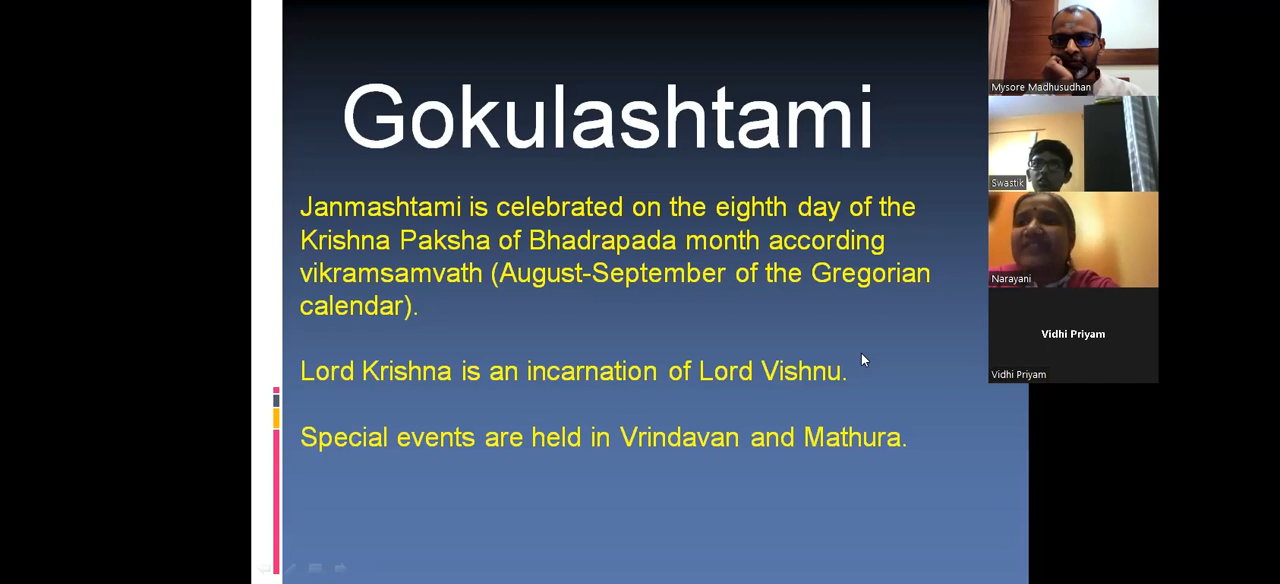 Gokulashtami
Janmashtami is celebrated on the eighth day of the
Krishna Paksha of Bhadrapada month according
vikramsamvath (August-September of the Gregorian
calendar).
Lord Krishna is an incarnation of Lord Vishnu.
Special events are held in Vrindavan and Mathura.
Mysore Madhusudhan
Swastik
Narayani
Vidhi Priyam
Vidhi Priyam